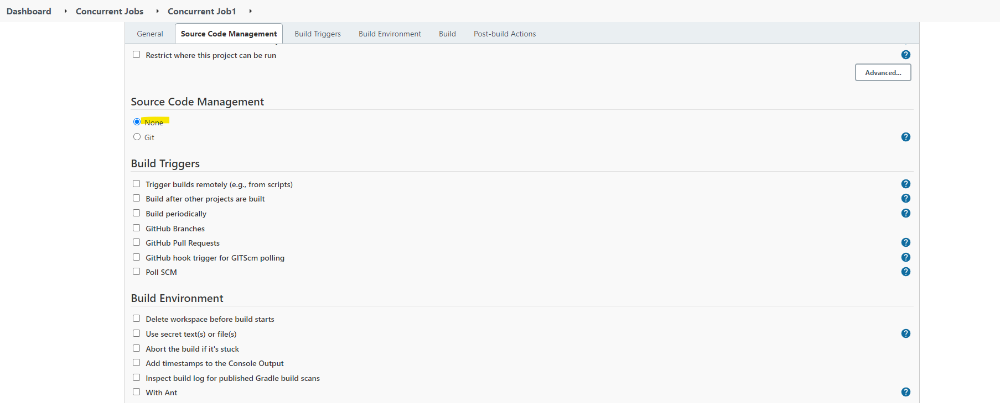 Dashboard Concurrent Jobs Concurrent Job1
General Source Code Management Build Triggers Build Environment Build Post-build Actions
Restrict where this project can be run ?
Advanced...
Source Code Management
None
Git ?
Build Triggers
Trigger builds remotely (e.g., from scripts) ?
Build after other projects are built ?
Build periodically ?
GitHub Branches
GitHub Pull Requests ?
GitHub hook trigger for GITScm polling ?
Poll SCM ?
Build Environment
Delete workspace before build starts
Use secret text(s) or file(s) ?
Abort the build if it's stuck
Add timestamps to the Console Output
Inspect build log for published Gradle build scans
With Ant ?